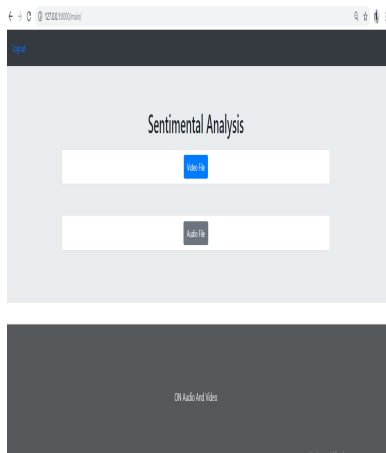 127.0.0.1:8000/main/
Logout
Sentimental Analysis
Video File
Audio File
ON Audio And Video